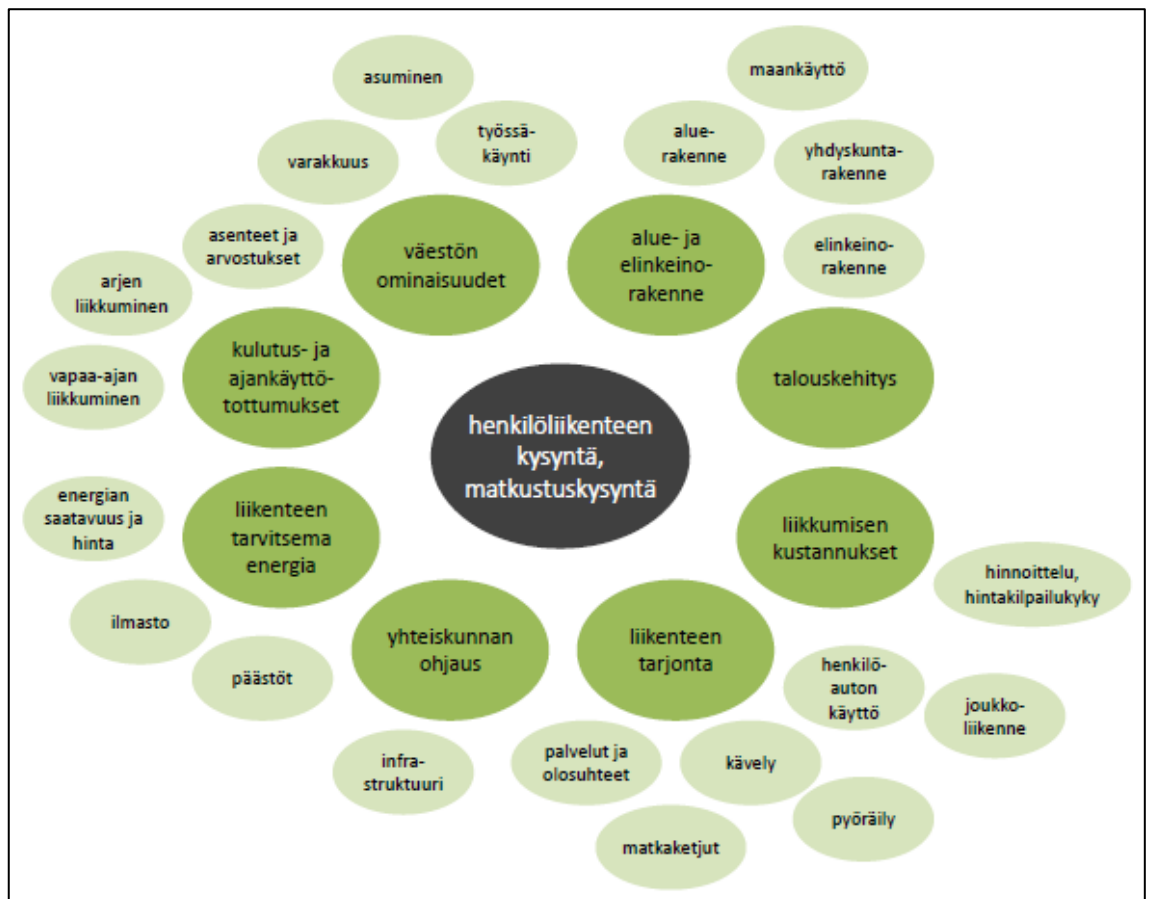 asuminen
maankäyttö
työssä-
käynti
alue-
rakenne
varakkuus
yhdyskunta-
rakenne
asenteet ja
arvostukset
väestön
ominaisuudet
alue- ja
elinkeino-
rakenne
elinkeino-
rakenne
arjen
liikkuminen
kulutus- ja
ajankäyttö-
tottumukset
talouskehitys
vapaa-ajan
liikkuminen
henkilöliikenteen
kysyntä,
matkustuskysyntä
energian
saatavuus ja
hinta
liikenteen
tarvitsema
energia
liikkumisen
kustannukset
hinnoittelu,
hintakilpailukyky
ilmasto
yhteiskunnan
ohjaus
liikenteen
tarjonta
päästöt
henkilö-
auton
käyttö
joukko-
liikenne
infra-
struktuuri
palvelut ja
olosuhteet
kävely
pyöräily
matkaketjut